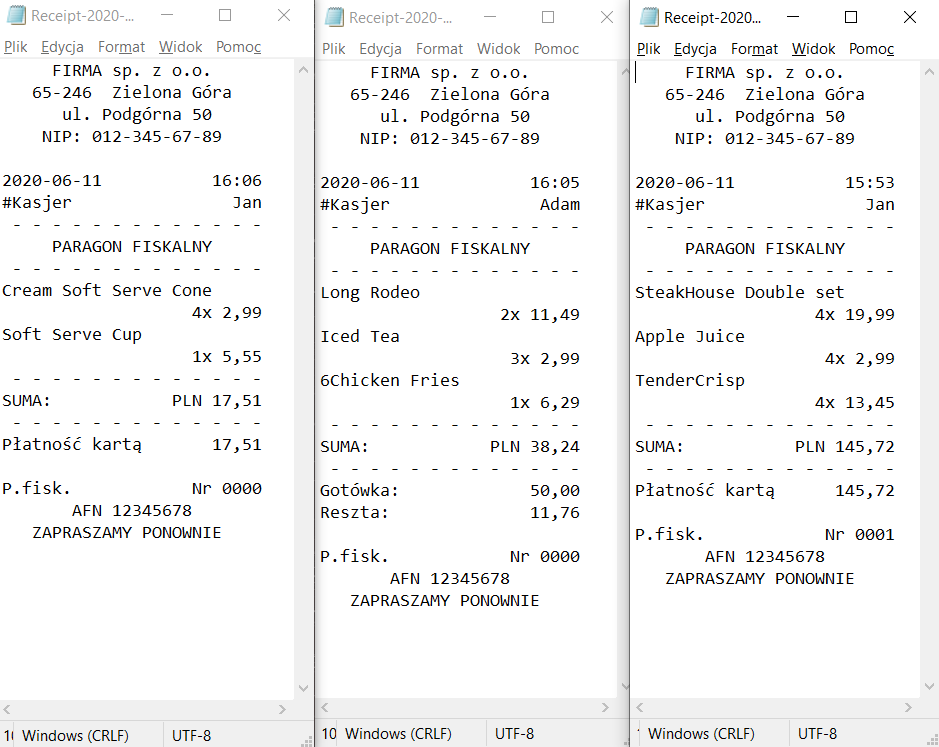 Receipt-2020-...
Plik Edycja Format Widok Pomoc
FIRMA sp. z o.o.
65-246 Zielona Góra
ul. Podgórna 50
NIP: 012-345-67-89
2020-06-11 16:06
#Kasjer Jan
- - - - - - - - - - - - -
PARAGON FISKALNY
- - - - - - - - - - - - -
Cream Soft Serve Cone
4x 2,99
Soft Serve Cup
1x 5,55
- - - - - - - - - - - - -
SUMA: PLN 17,51
- - - - - - - - - - - - -
Płatność kartą 17,51
P.fisk. Nr 0000
AFN 12345678
ZAPRASZAMY PONOWNIE
Windows (CRLF) UTF-8
Receipt-2020-...
Plik Edycja Format Widok Pomoc
FIRMA sp. z o.o.
65-246 Zielona Góra
ul. Podgórna 50
NIP: 012-345-67-89
2020-06-11 16:05
#Kasjer Adam
- - - - - - - - - - - - -
PARAGON FISKALNY
- - - - - - - - - - - - -
Long Rodeo
2x 11,49
Iced Tea
3x 2,99
6Chicken Fries
1x 6,29
- - - - - - - - - - - - -
SUMA: PLN 38,24
- - - - - - - - - - - - -
Gotówka: 50,00
Reszta: 11,76
P.fisk. Nr 0000
AFN 12345678
ZAPRASZAMY PONOWNIE
10 Windows (CRLF) UTF-8
Receipt-2020...
Plik Edycja Format Widok Pomoc
FIRMA sp. z o.o.
65-246 Zielona Góra
ul. Podgórna 50
NIP: 012-345-67-89
2020-06-11 15:53
#Kasjer Jan
- - - - - - - - - - - - -
PARAGON FISKALNY
- - - - - - - - - - - - -
SteakHouse Double set
4x 19,99
Apple Juice
4x 2,99
TenderCrisp
4x 13,45
- - - - - - - - - - - - -
SUMA: PLN 145,72
- - - - - - - - - - - - -
Płatność kartą 145,72
P.fisk. Nr 0001
AFN 12345678
ZAPRASZAMY PONOWNIE
Windows (CRLF) UTF-8